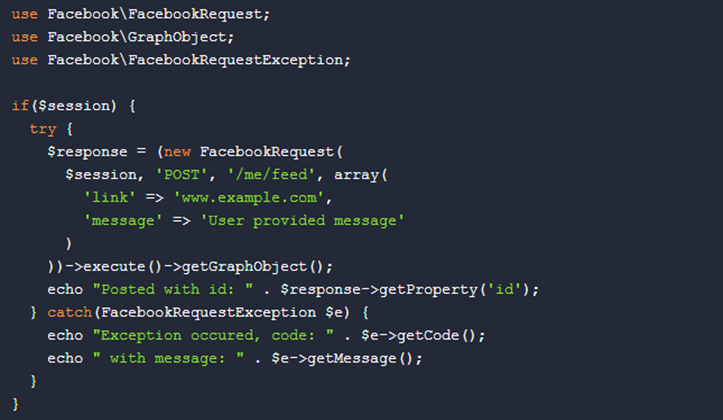 use Facebook\FacebookRequest;
use Facebook\GraphObject;
use Facebook\FacebookRequestException;

if($session) {
  try {
    $response = (new FacebookRequest(
      $session, 'POST', '/me/feed', array(
        'link' => 'www.example.com',
        'message' => 'User provided message'
      )
    ))->execute()->getGraphObject();
    echo "Posted with id: " . $response->getProperty('id');
  } catch(FacebookRequestException $e) {
    echo "Exception occured, code: " . $e->getCode();
    echo " with message: " . $e->getMessage();
  }
}